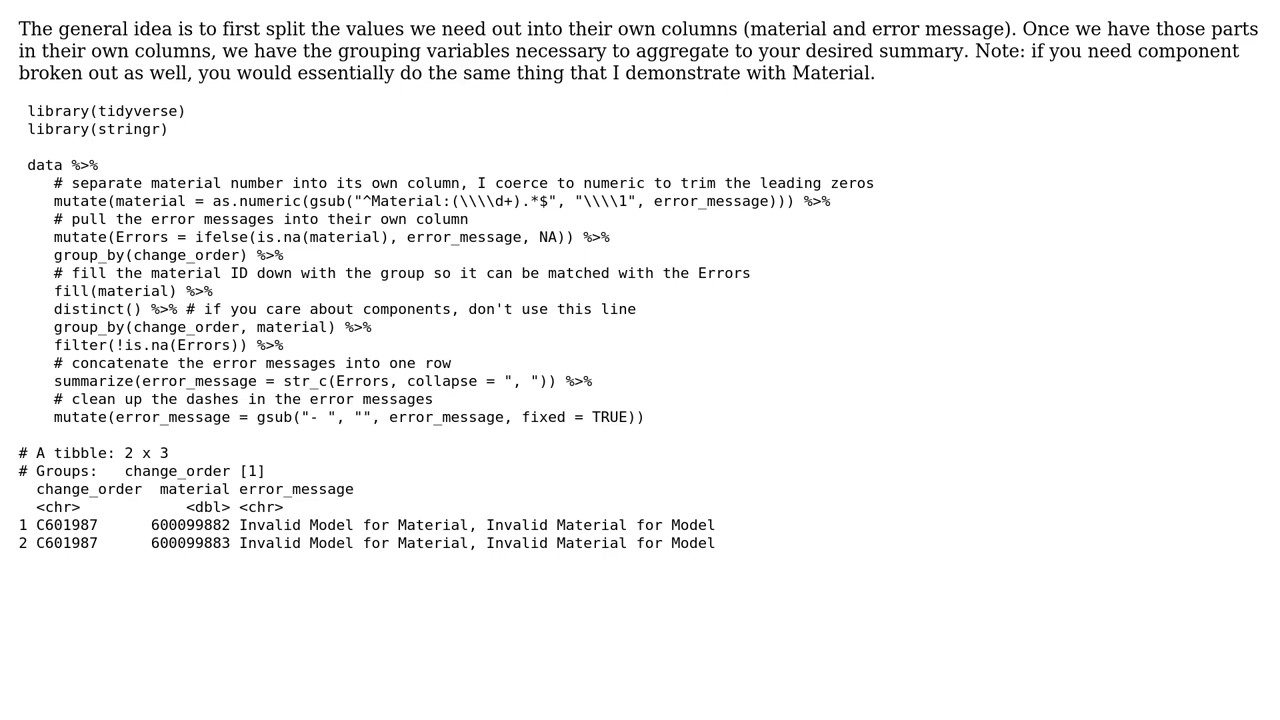 The general idea is to first split the values we need out into their own columns (material and error message). Once we have those parts
in their own columns, we have the grouping variables necessary to aggregate to your desired summary. Note: if you need component
broken out as well, you would essentially do the same thing that I demonstrate with Material.

 library(tidyverse)
 library(stringr)

 data %>%
    # separate material number into its own column, I coerce to numeric to trim the leading zeros
    mutate(material = as.numeric(gsub("^Material:(\\\\d+).*$", "\\\\1", error_message))) %>%
    # pull the error messages into their own column
    mutate(Errors = ifelse(is.na(material), error_message, NA)) %>%
    group_by(change_order) %>%
    # fill the material ID down with the group so it can be matched with the Errors
    fill(material) %>%
    distinct() %>% # if you care about components, don't use this line
    group_by(change_order, material) %>%
    filter(!is.na(Errors)) %>%
    # concatenate the error messages into one row
    summarize(error_message = str_c(Errors, collapse = ", ")) %>%
    # clean up the dashes in the error messages
    mutate(error_message = gsub("- ", "", error_message, fixed = TRUE))

# A tibble: 2 x 3
# Groups:   change_order [1]
  change_order  material error_message
  <chr>            <dbl> <chr>
1 C601987      600099882 Invalid Model for Material, Invalid Material for Model
2 C601987      600099883 Invalid Model for Material, Invalid Material for Model